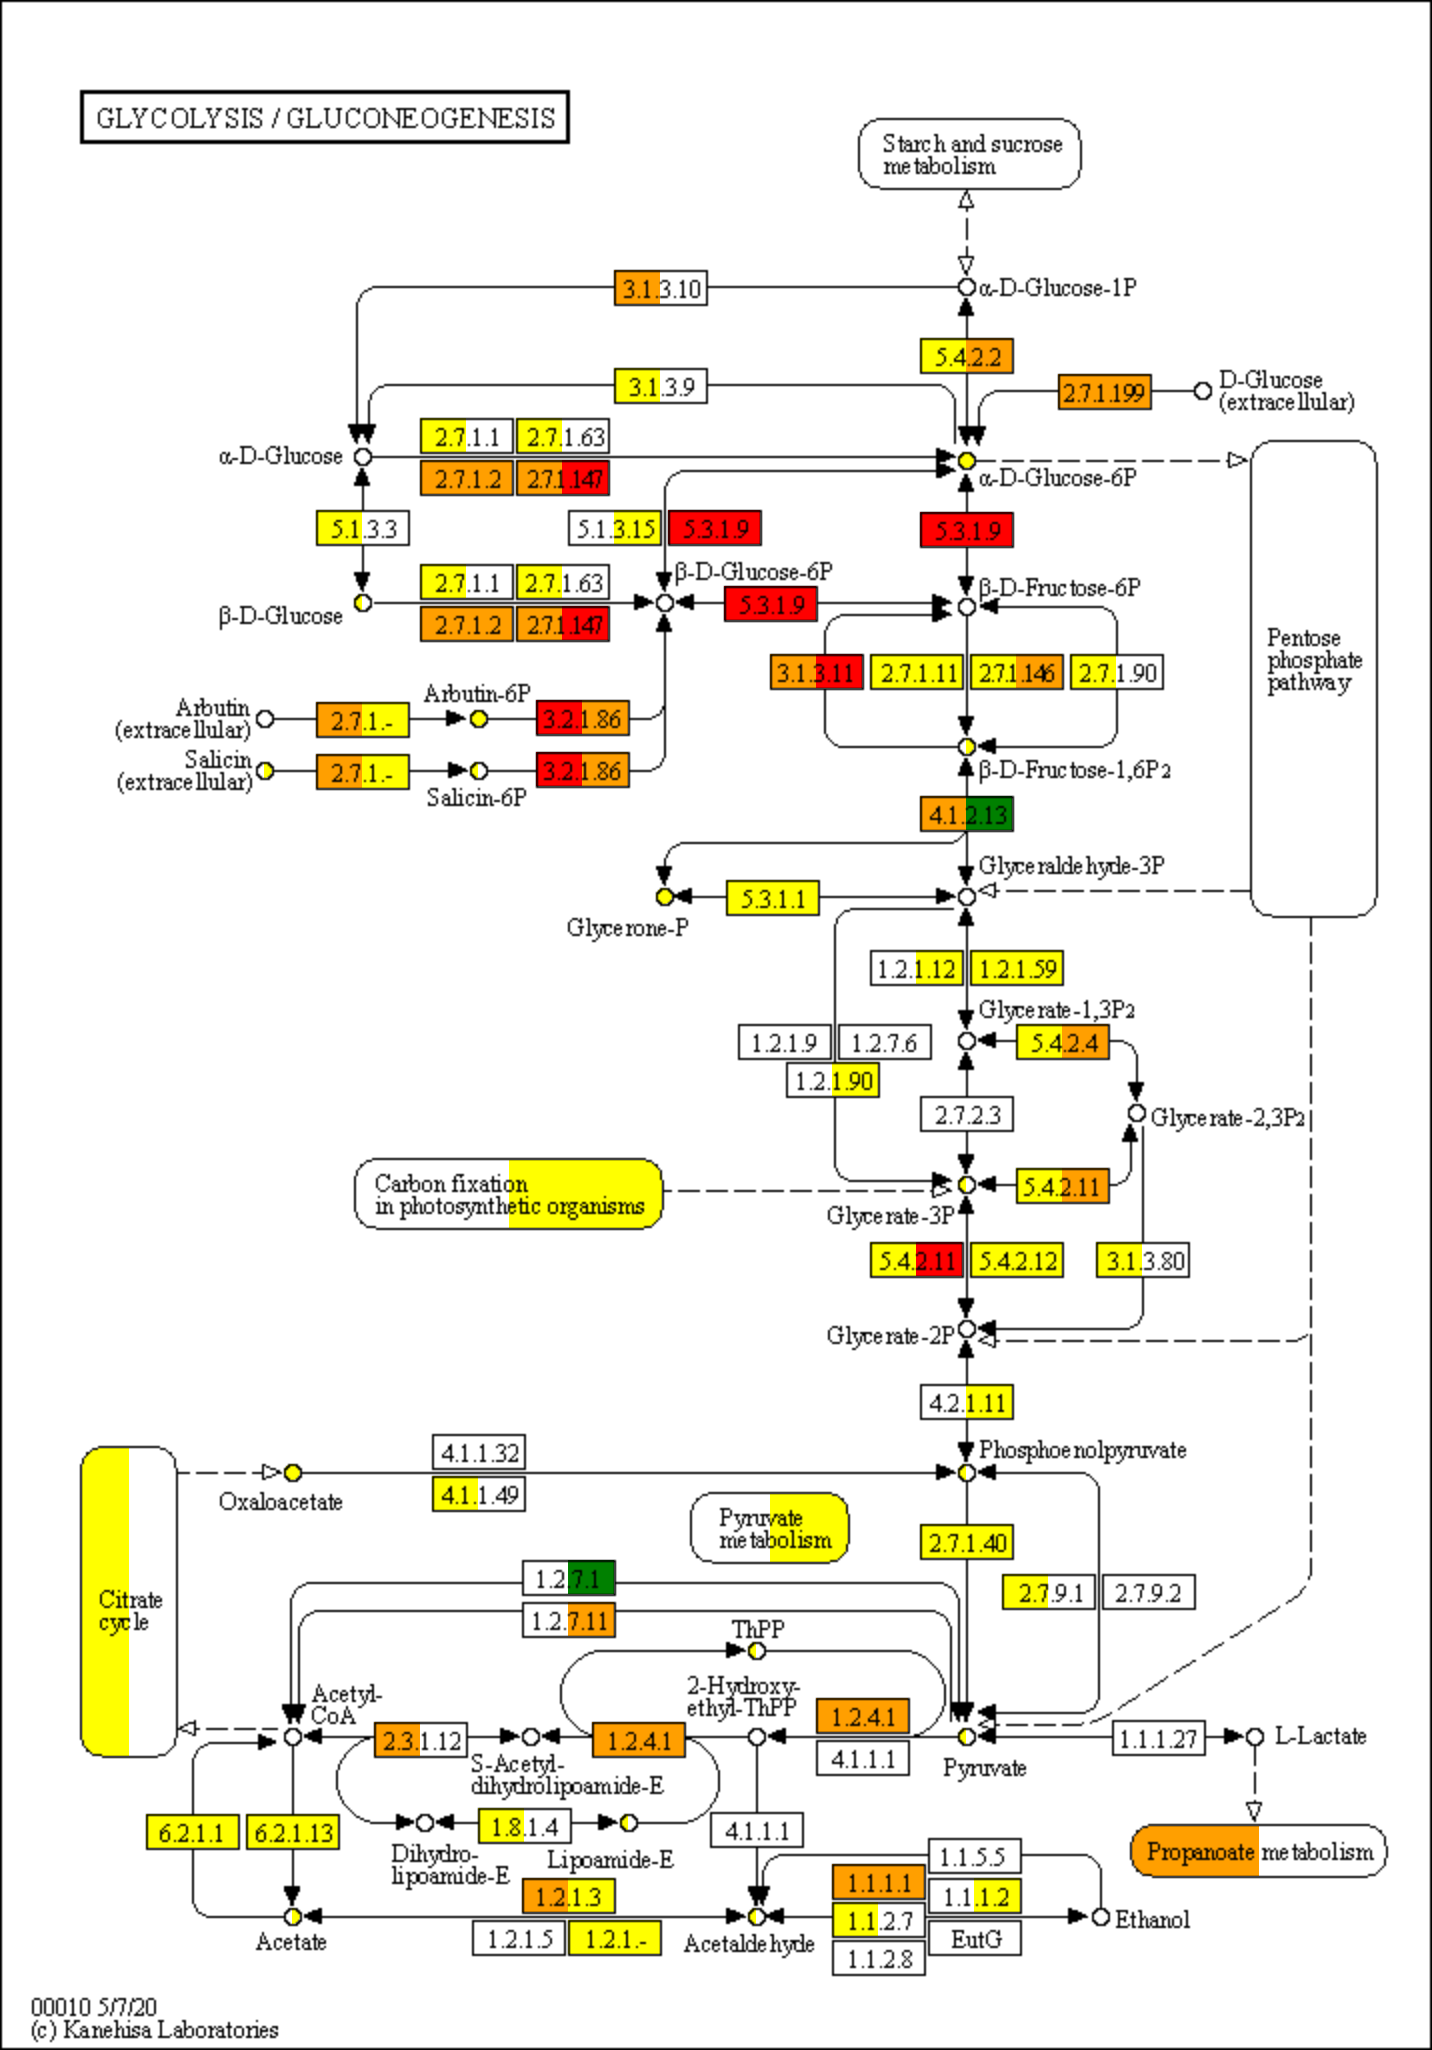 GLYCOLYSIS / GLUCONEOGENESIS
Starch and sucrose
metabolism
3.1.3.10
α-D-Glucose-1P
5.4.2.2
3.1.3.9
2.7.1.199
D-Glucose
(extracellular)
2.7.1.1
2.7.1.63
α-D-Glucose
2.7.1.2
2.7.1.147
α-D-Glucose-6P
5.1.3.3
5.1.3.15
5.3.1.9
5.3.1.9
2.7.1.1
2.7.1.63
β-D-Glucose-6P
β-D-Fructose-6P
β-D-Glucose
2.7.1.2
2.7.1.147
5.3.1.9
Pentose
phosphate
pathway
3.1.3.11
2.7.1.11
2.7.1.146
2.7.1.90
Arbutin
(extracellular)
2.7.1.-
Arbutin-6P
3.2.1.86
Salicin
(extracellular)
2.7.1.-
Salicin-6P
3.2.1.86
β-D-Fructose-1,6P2
4.1.2.13
Glyceraldehyde-3P
5.3.1.1
Glycerone-P
1.2.1.12
1.2.1.59
Glycerate-1,3P2
1.2.1.9
1.2.7.6
5.4.2.4
1.2.1.90
2.7.2.3
Glycerate-2,3P2
Carbon fixation
in photosynthetic organisms
5.4.2.11
Glycerate-3P
5.4.2.11
5.4.2.12
3.1.3.80
Glycerate-2P
4.2.1.11
4.1.1.32
Phosphoenolpyruvate
Oxaloacetate
4.1.1.49
Pyruvate
metabolism
2.7.1.40
1.2.7.1
2.7.9.1
2.7.9.2
Citrate
cycle
1.2.7.11
ThPP
Acetyl-
CoA
2-Hydroxy-
ethyl-ThPP
1.2.4.1
2.3.1.12
1.2.4.1
4.1.1.1
1.1.1.27
L-Lactate
S-Acetyl-
dihydrolipoamide-E
Pyruvate
6.2.1.1
6.2.1.13
1.8.1.4
4.1.1.1
Dihydro-
lipoamide-E
Lipoamide-E
1.1.5.5
Propanoate metabolism
1.2.1.3
1.1.1.1
1.1.1.2
Acetate
1.2.1.5
1.2.1.-
Acetaldehyde
1.1.2.7
EutG
Ethanol
1.1.2.8
00010 5/7/20
(c) Kanehisa Laboratories